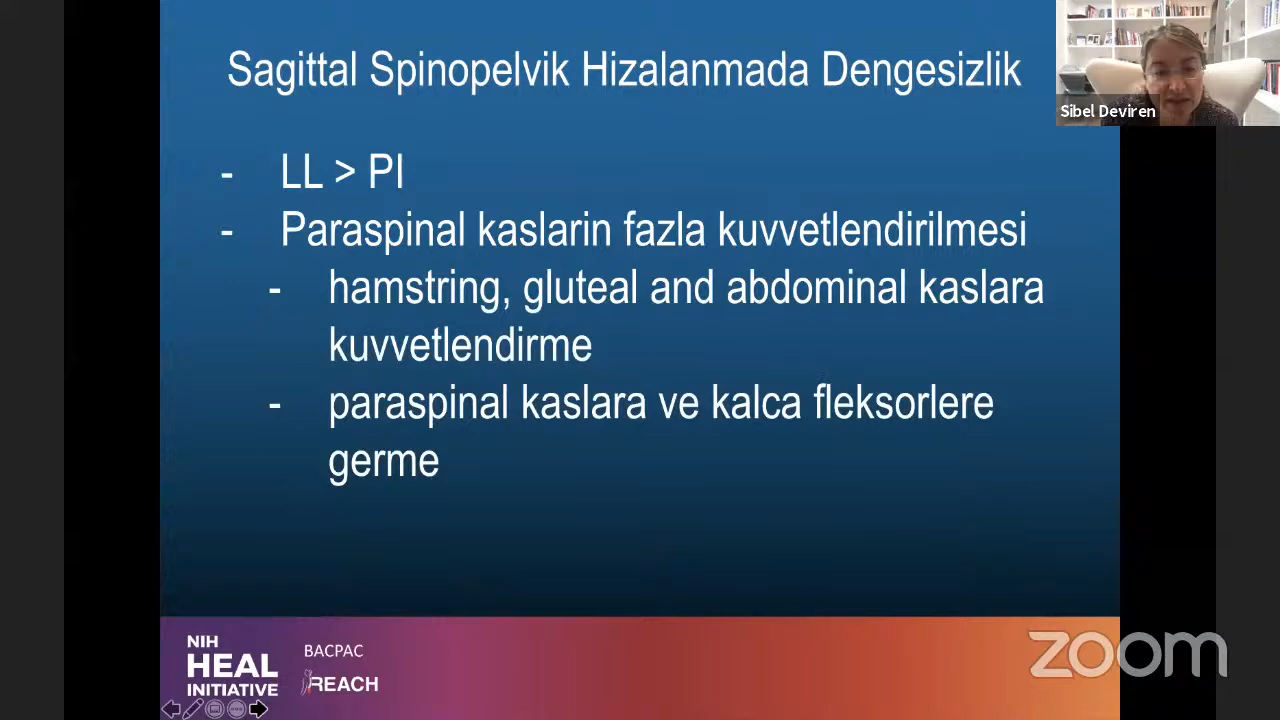 Sagittal Spinopelvik Hizalanmada Dengesizlik
Sibel Deviren
- LL > PI
- Paraspinal kaslarin fazla kuvvetlendirilmesi
- hamstring, gluteal and abdominal kaslara
kuvvetlendirme
- paraspinal kaslara ve kalca fleksorlere
germe
NIH
HEAL
INITIATIVE
BACPAC
REACH
zoom